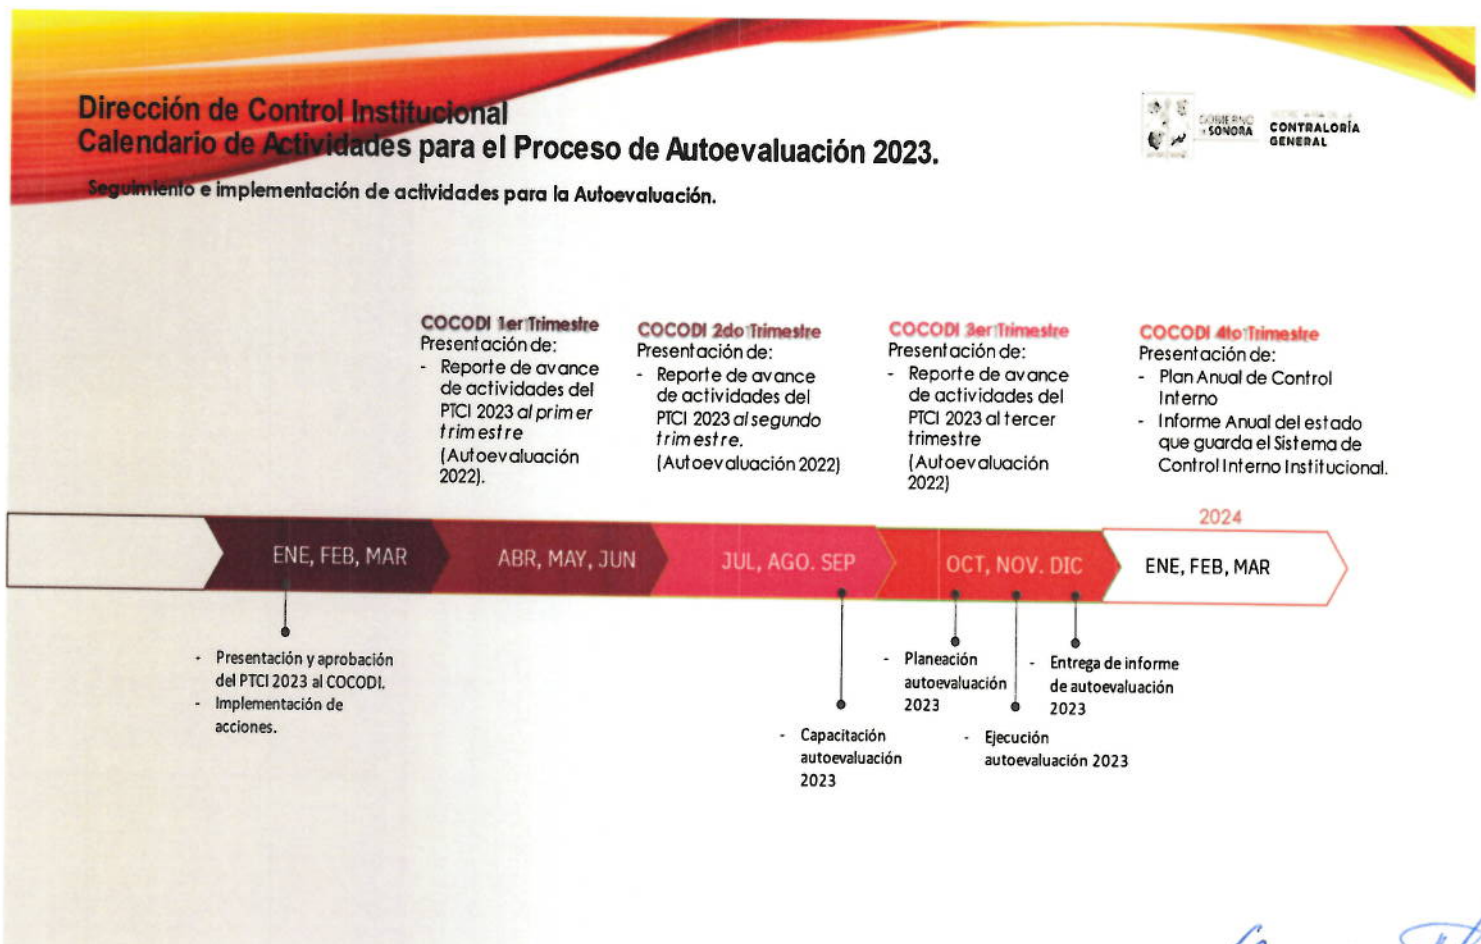 Dirección de Control Institucional
Calendario de Actividades para el Proceso de Autoevaluación 2023.
Seguimiento e implementación de actividades para la Autoevaluación.
GOBIERNO
DE SONORA
SECRETARÍA DE LA
CONTRALORÍA
GENERAL
COCODI 1er Trimestre
Presentación de:
- Reporte de avance
de actividades del
PTCI 2023 al primer
trimestre
(Autoevaluación
2022).
COCODI 2do Trimestre
Presentación de:
- Reporte de avance
de actividades del
PTCI 2023 al segundo
trimestre.
(Autoevaluación 2022)
COCODI 3er Trimestre
Presentación de:
- Reporte de avance
de actividades del
PTCI 2023 al tercer
trimestre
(Autoevaluación
2022)
COCODI 4to Trimestre
Presentación de:
- Plan Anual de Control
Interno
- Informe Anual del estado
que guarda el Sistema de
Control Interno Institucional.
2024
ENE, FEB, MAR
ABR, MAY, JUN
JUL, AGO. SEP
OCT, NOV. DIC
ENE, FEB, MAR
- Presentación y aprobación
del PTCI 2023 al COCODI.
- Implementación de
acciones.
- Capacitación
autoevaluación
2023
- Planeación
autoevaluación
2023
- Ejecución
autoevaluación 2023
- Entrega de informe
de autoevaluación
2023